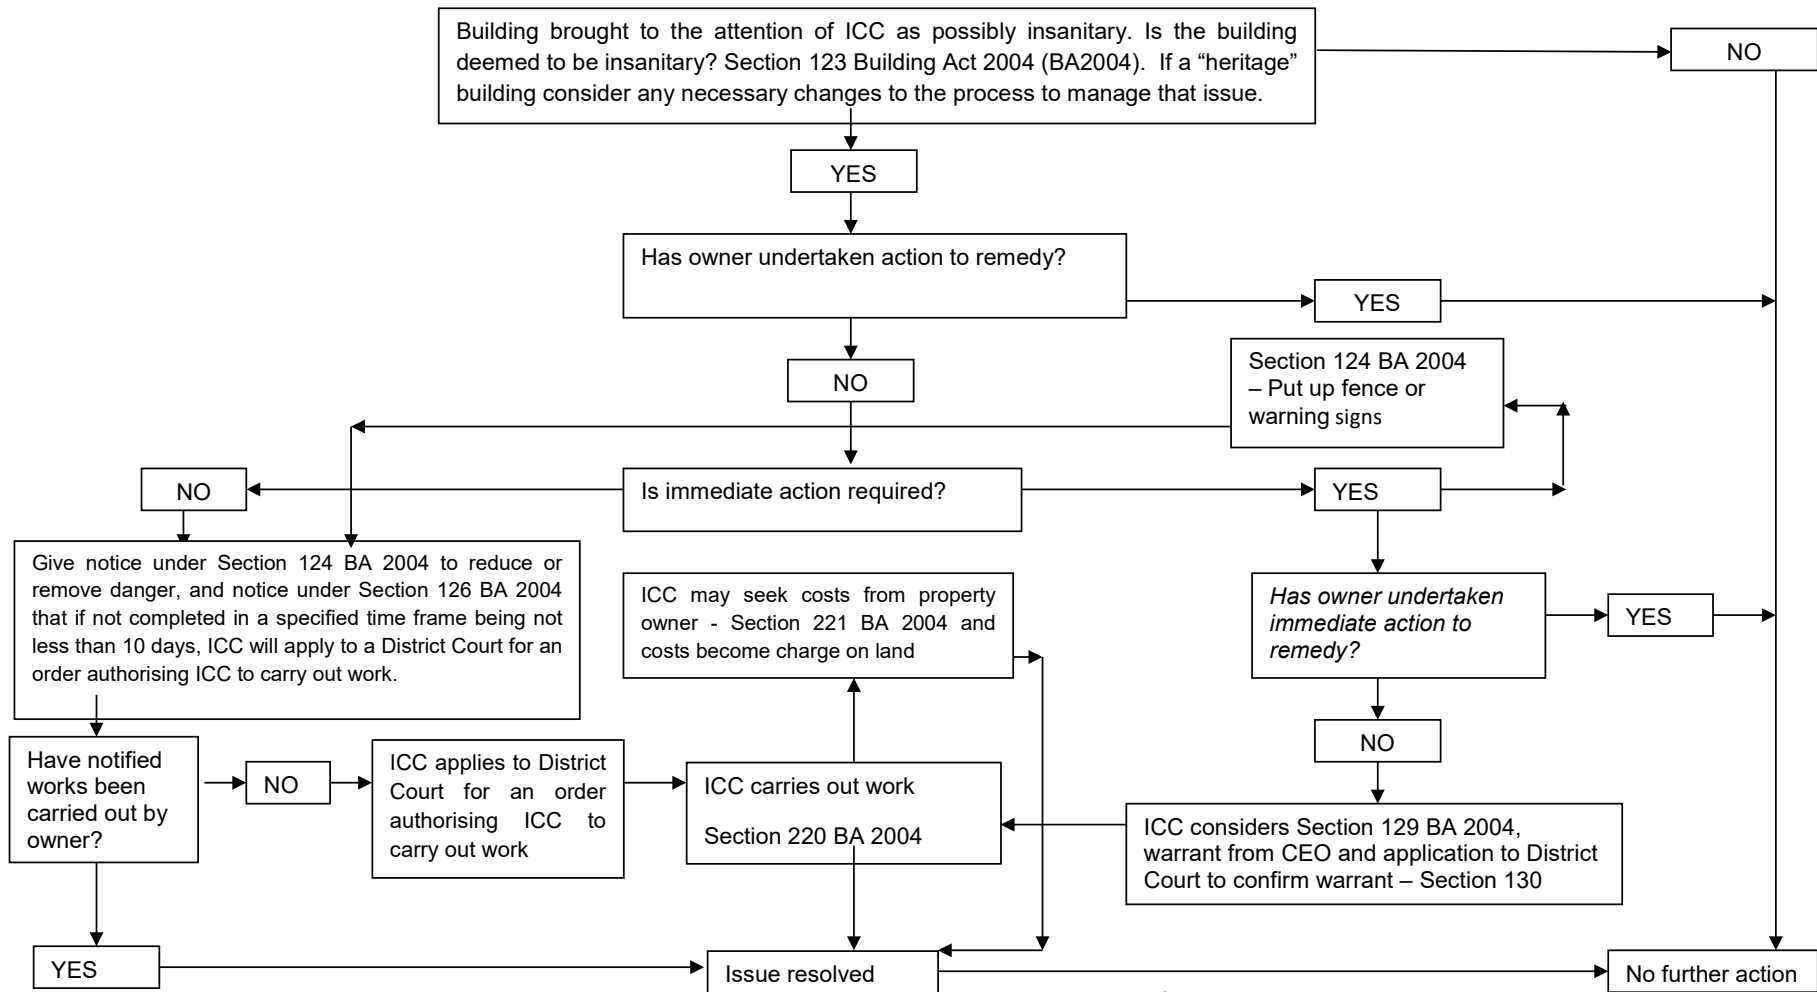 Building brought to the attention of ICC as possibly insanitary. Is the building
deemed to be insanitary? Section 123 Building Act 2004 (BA2004). If a “heritage”
building consider any necessary changes to the process to manage that issue.
NO
YES
Has owner undertaken action to remedy?
YES
NO
Section 124 BA 2004
– Put up fence or
warning signs
NO
Is immediate action required?
YES
Give notice under Section 124 BA 2004 to reduce or
remove danger, and notice under Section 126 BA 2004
that if not completed in a specified time frame being not
less than 10 days, ICC will apply to a District Court for an
order authorising ICC to carry out work.
ICC may seek costs from property
owner - Section 221 BA 2004 and
costs become charge on land
Has owner undertaken
immediate action to
remedy?
YES
NO
Have notified
works been
carried out by
owner?
NO
ICC applies to District
Court for an order
authorising ICC to
carry out work
ICC carries out work
Section 220 BA 2004
ICC considers Section 129 BA 2004,
warrant from CEO and application to District
Court to confirm warrant – Section 130
YES
Issue resolved
No further action